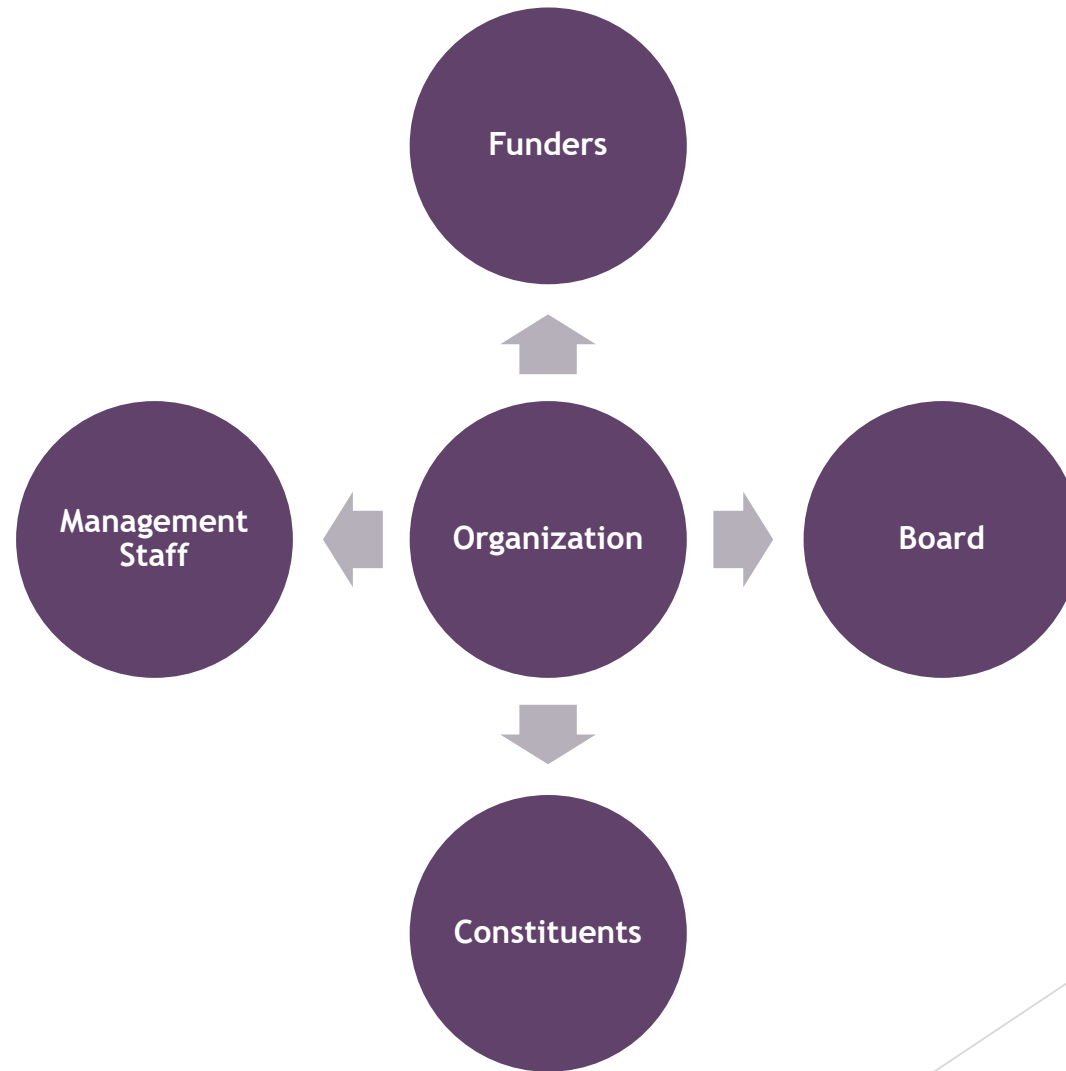 Funders
Management
Staff
Organization
Board
Constituents